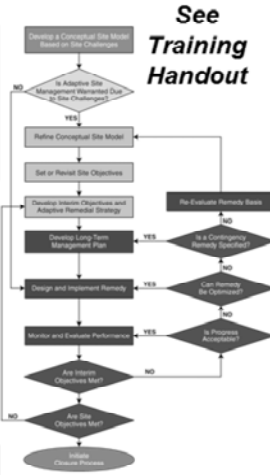 See
Training
Handout
Develop a Conceptual Site Model
Based on Site Challenges
Is Adaptive Site
Management Warranted Due
to Site Challenges?
NO
YES
Refine Conceptual Site Model
Set or Revisit Site Objectives
Develop Interim Objectives and
Adaptive Remedial Strategy
Re-Evaluate Remedy Basis
NO
Develop Long-Term
Management Plan
YES
Is a Contingency
Remedy Specified?
NO
Design and Implement Remedy
YES
Can Remedy
Be Optimized?
NO
Monitor and Evaluate Performance
YES
Is Progress
Acceptable?
Are Interim
Objectives Met?
NO
Are Site
Objectives Met?
NO
Initiate
Closure Process